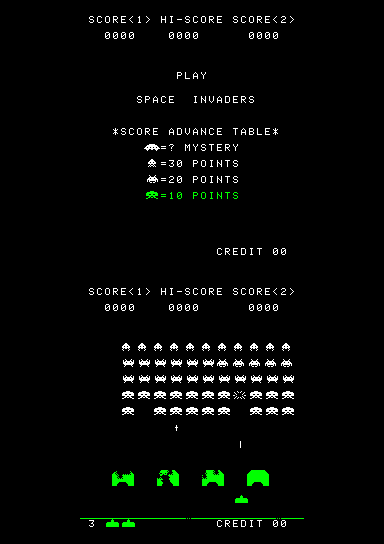 SCORE<1> HI-SCORE SCORE<2>
0000 0000 0000
PLAY
SPACE INVADERS
*SCORE ADVANCE TABLE*
=? MYSTERY
=30 POINTS
=20 POINTS
=10 POINTS
CREDIT 00
SCORE<1> HI-SCORE SCORE<2>
0000 0000 0000
3 CREDIT 00